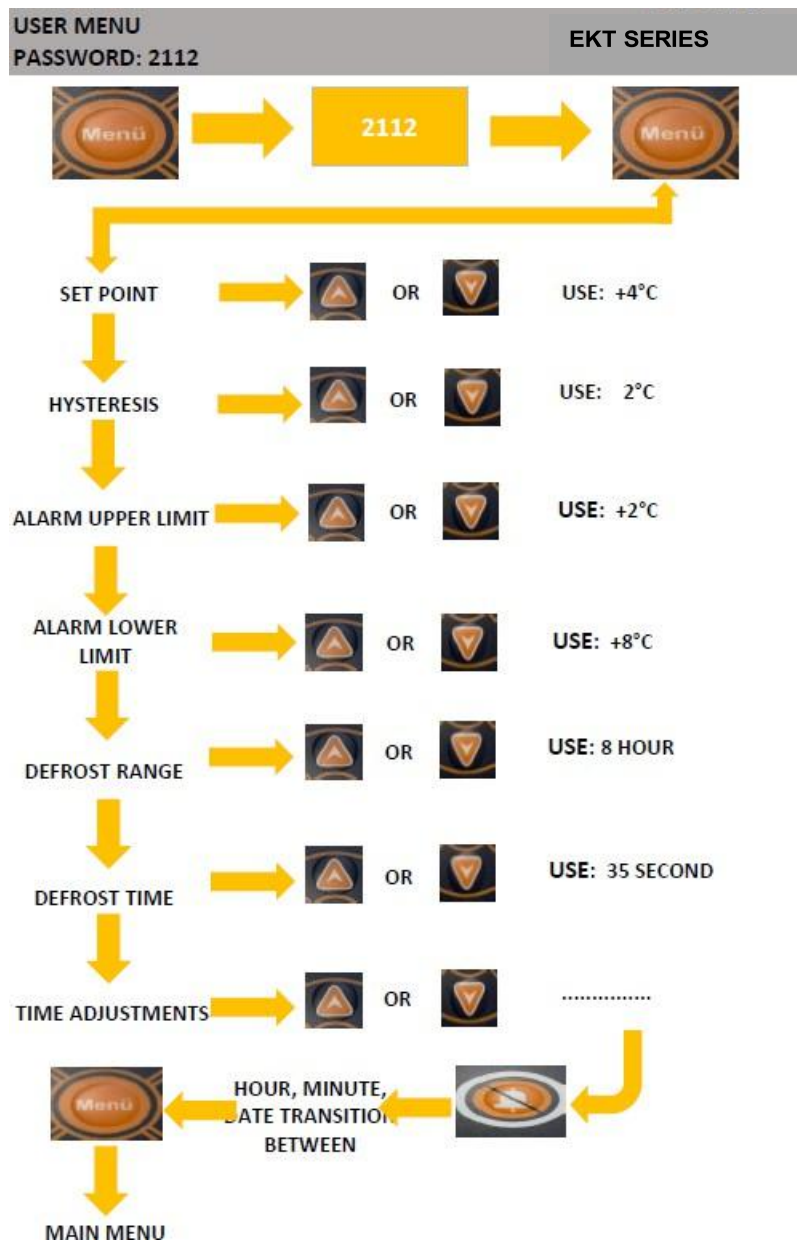 USER MENU
PASSWORD: 2112
EKT SERIES
Menü
2112
Menü
SET POINT
OR
USE: +4°C
HYSTERESIS
OR
USE: 2°C
ALARM UPPER LIMIT
OR
USE: +2°C
ALARM LOWER
LIMIT
OR
USE: +8°C
DEFROST RANGE
OR
USE: 8 HOUR
DEFROST TIME
OR
USE: 35 SECOND
TIME ADJUSTMENTS
OR
...............
Menü
HOUR, MINUTE,
DATE TRANSITION
BETWEEN
MAIN MENU